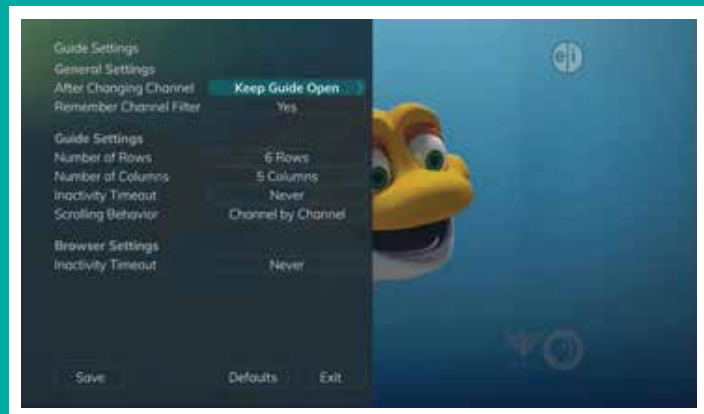 Guide Settings
General Settings
After Changing Channel Keep Guide Open
Remember Channel Filter Yes
Guide Settings
Number of Rows 6 Rows
Number of Columns 5 Columns
Inactivity Timeout Never
Scrolling Behavior Channel by Channel
Browser Settings
Inactivity Timeout Never
Save Defaults Exit
e/i